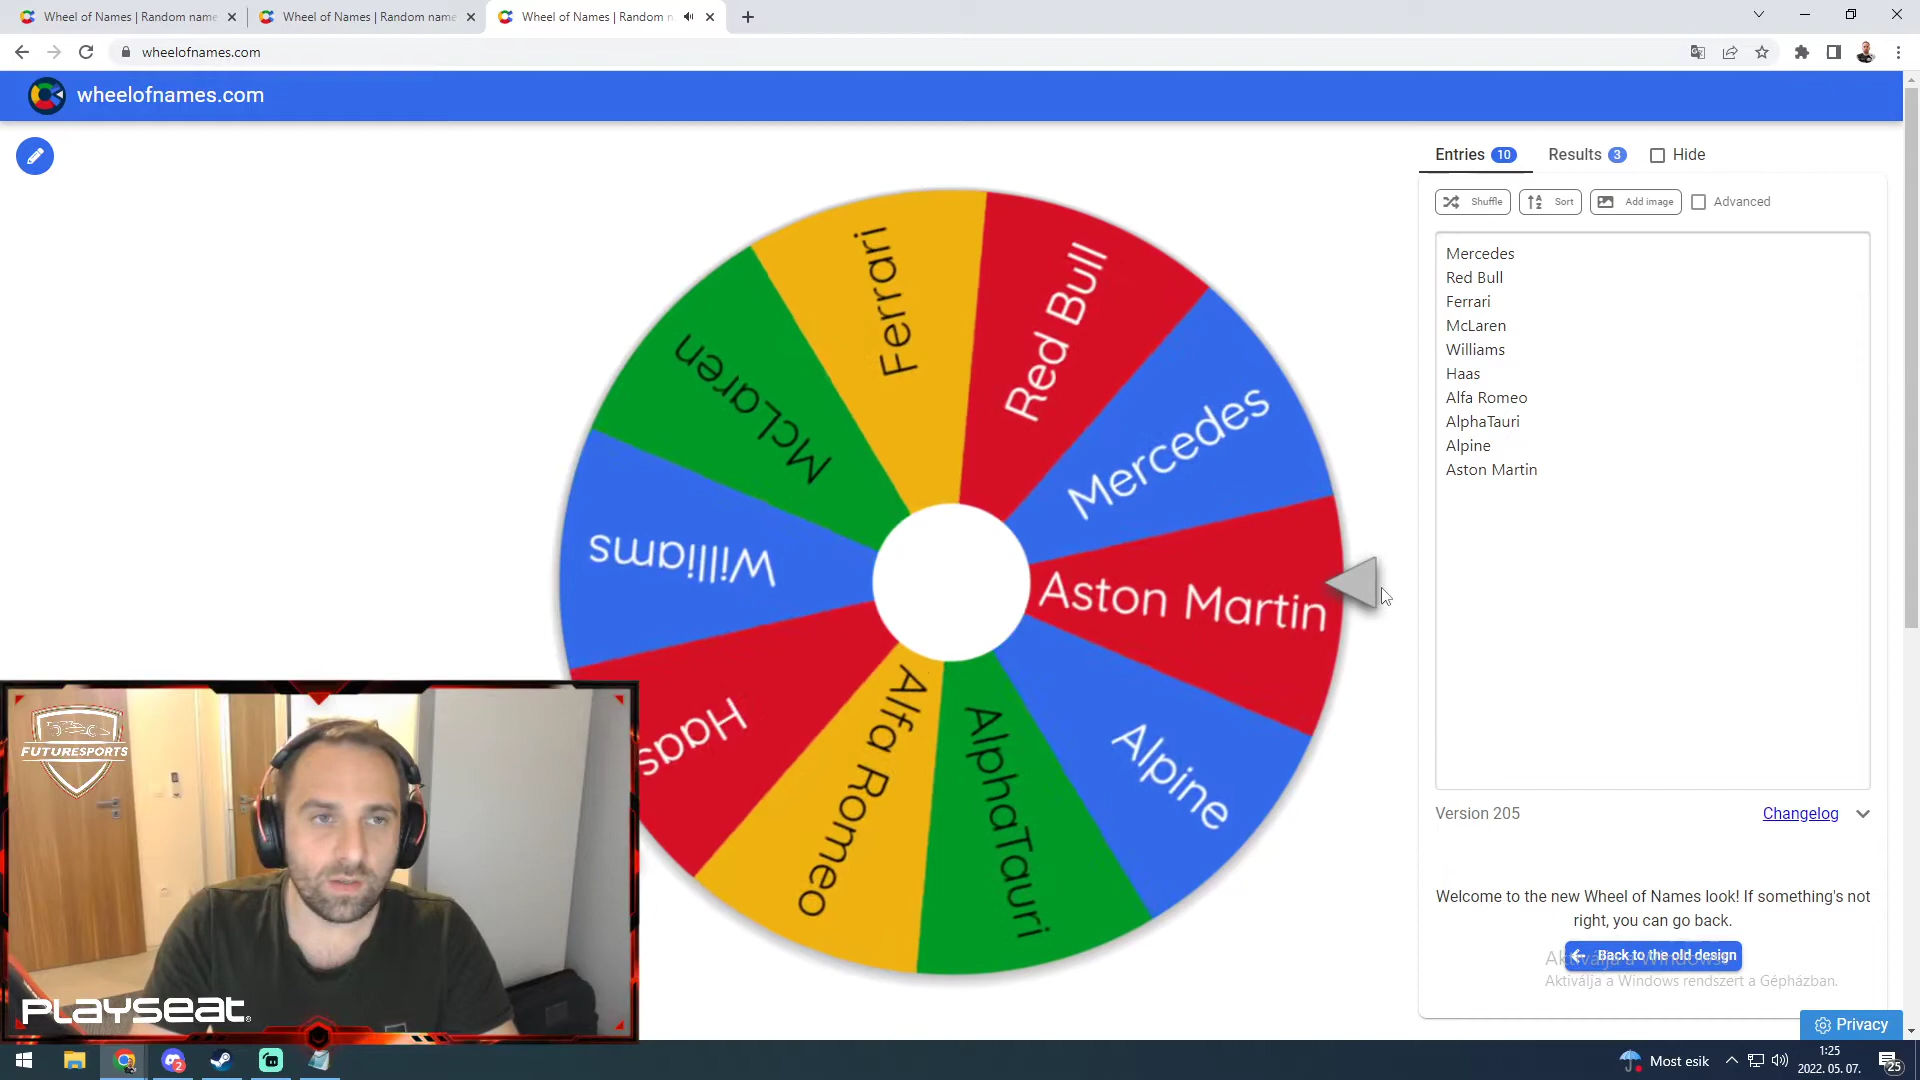 Wheel of Names | Random name
Wheel of Names | Random name
Wheel of Names | Random n
wheelofnames.com
wheelofnames.com
Entries 10
Results 3
Hide
Shuffle
Sort
Add image
Advanced
Mercedes
Red Bull
Ferrari
McLaren
Williams
Haas
Alfa Romeo
AlphaTauri
Alpine
Aston Martin
Ferrari
Red Bull
Mercedes
Aston Martin
Alpine
AlphaTauri
Alfa Romeo
Haas
Williams
McLaren
Version 205
Changelog
Welcome to the new Wheel of Names look! If something's not
right, you can go back.
Back to the old design
Aktiválja a Windows rendszert a Gépházban.
Privacy
FUTURESPORTS
PLAYSEAT
2
Most esik
1:25
2022. 05. 07.
25